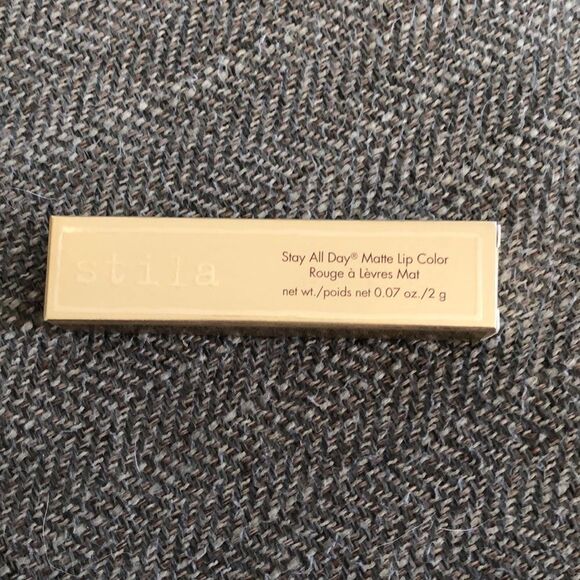 stila
Stay All Day® Matte Lip Color
Rouge à Lèvres Mat
net wt./poids net 0.07 oz./2 g